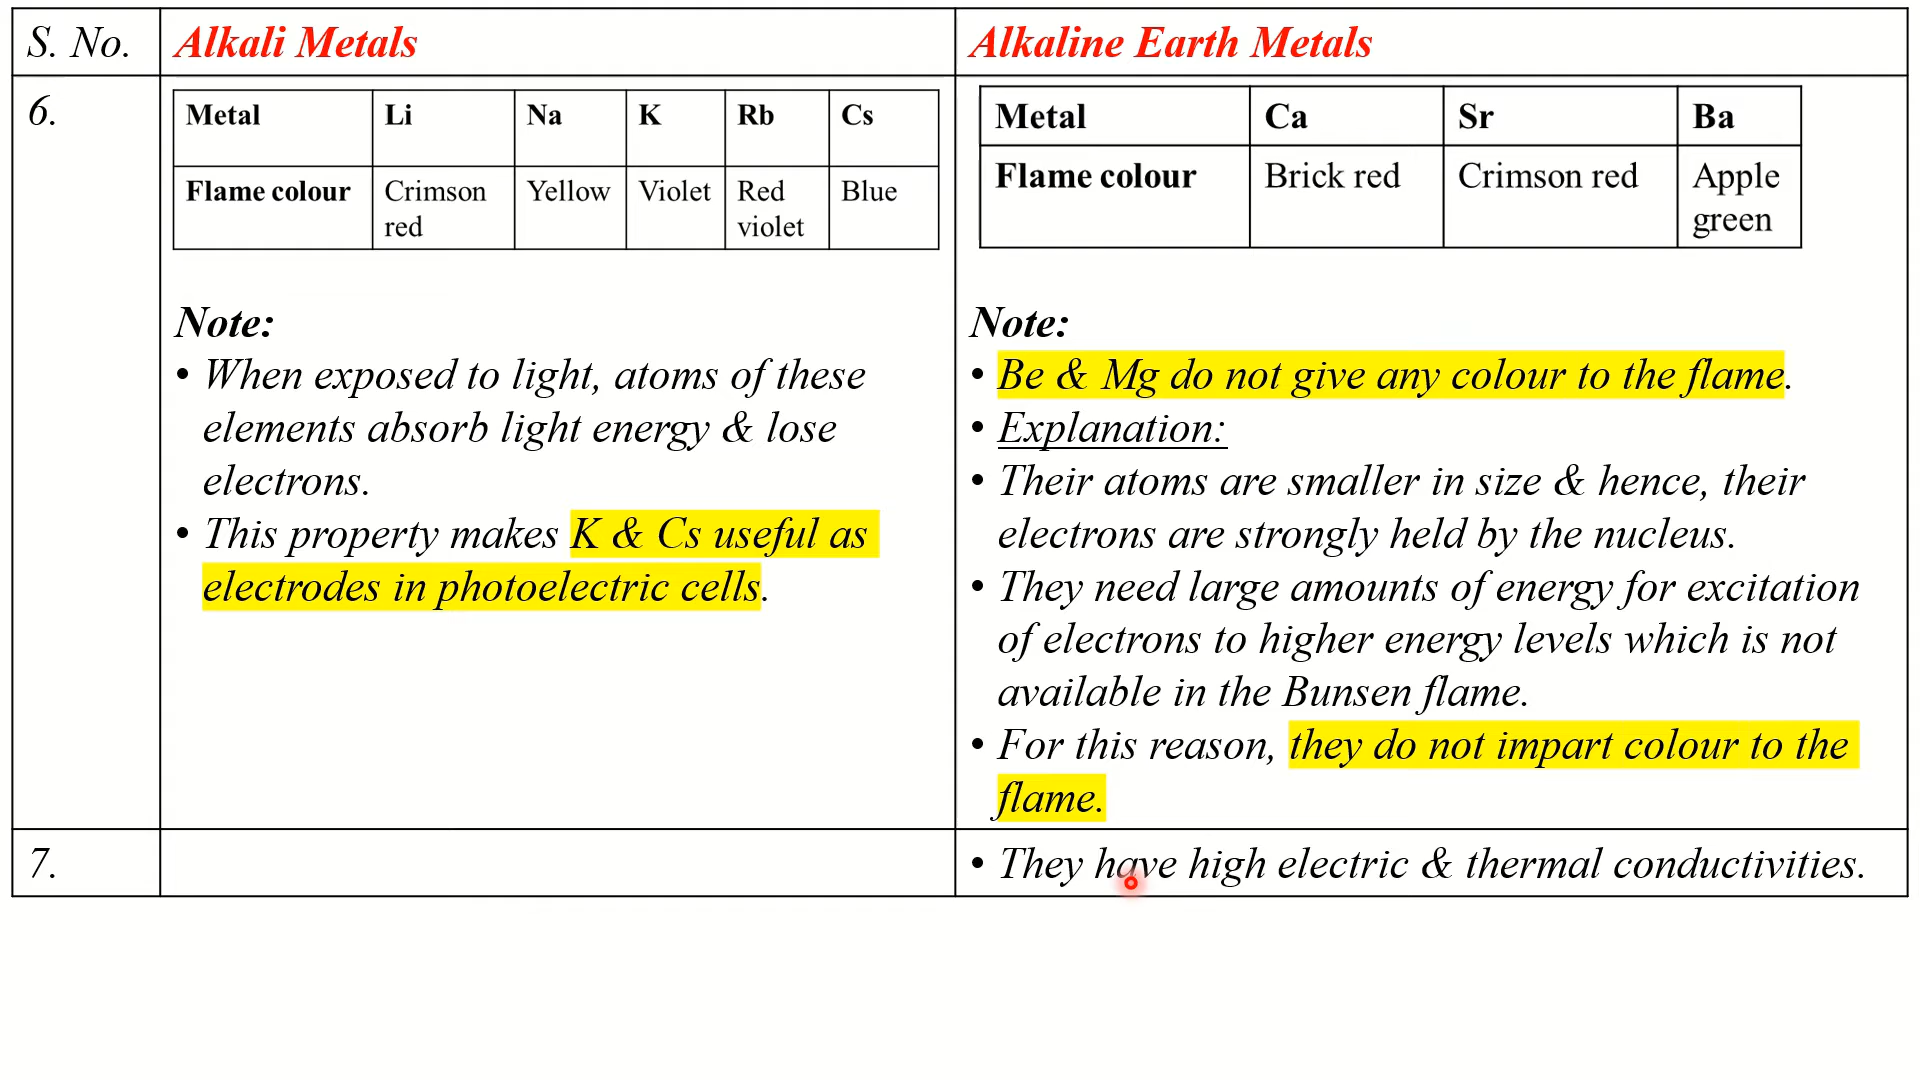 S. No. Alkali Metals Alkaline Earth Metals
6.
Metal Li Na K Rb Cs
Flame colour Crimson red Yellow Violet Red violet Blue
Note:
• When exposed to light, atoms of these
elements absorb light energy & lose
electrons.
• This property makes K & Cs useful as
electrodes in photoelectric cells.
Metal Ca Sr Ba
Flame colour Brick red Crimson red Apple green
Note:
• Be & Mg do not give any colour to the flame.
• Explanation:
• Their atoms are smaller in size & hence, their
electrons are strongly held by the nucleus.
• They need large amounts of energy for excitation
of electrons to higher energy levels which is not
available in the Bunsen flame.
• For this reason, they do not impart colour to the
flame.
7.
• They have high electric & thermal conductivities.